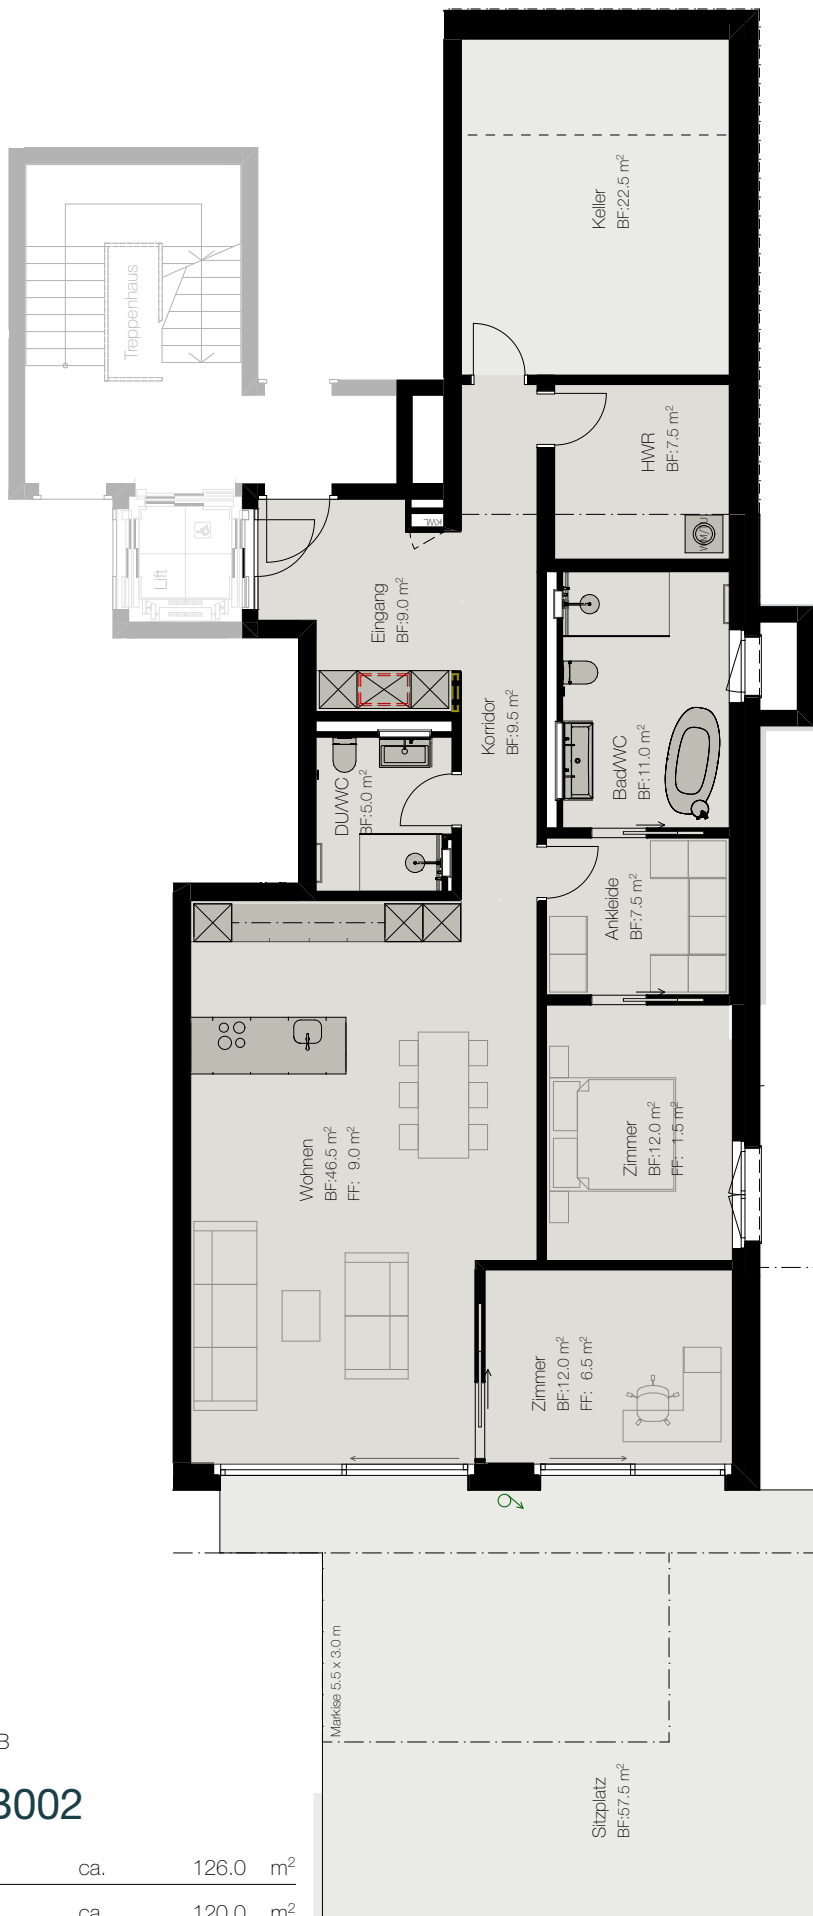 Keller
BF:22.5 m²
Treppenhaus
HWR
BF:7.5 m²
KWL
Lift
Eingang
BF:9.0 m²
Korridor
BF:9.5 m²
DU/WC
BF:5.0 m²
Bad/WC
BF:11.0 m²
Ankleide
BF:7.5 m²
Wohnen
BF:46.5 m²
FF: 9.0 m²
Zimmer
BF:12.0 m²
FF: 1.5 m²
Zimmer
BF:12.0 m²
FF: 6.5 m²
Markise 5.5 x 3.0 m
Sitzplatz
BF:57.5 m²
B
3002
ca. 126.0 m²
ca. 120.0 m²